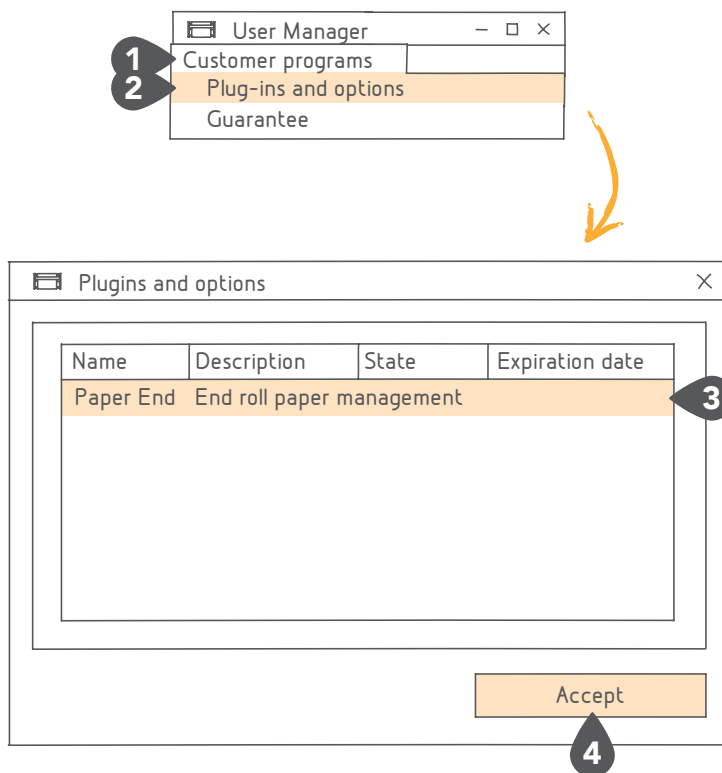 User Manager
1 Customer programs
2 Plug-ins and options
Guarantee
Plugins and options
Name Description State Expiration date
Paper End End roll paper management 3
Accept
4